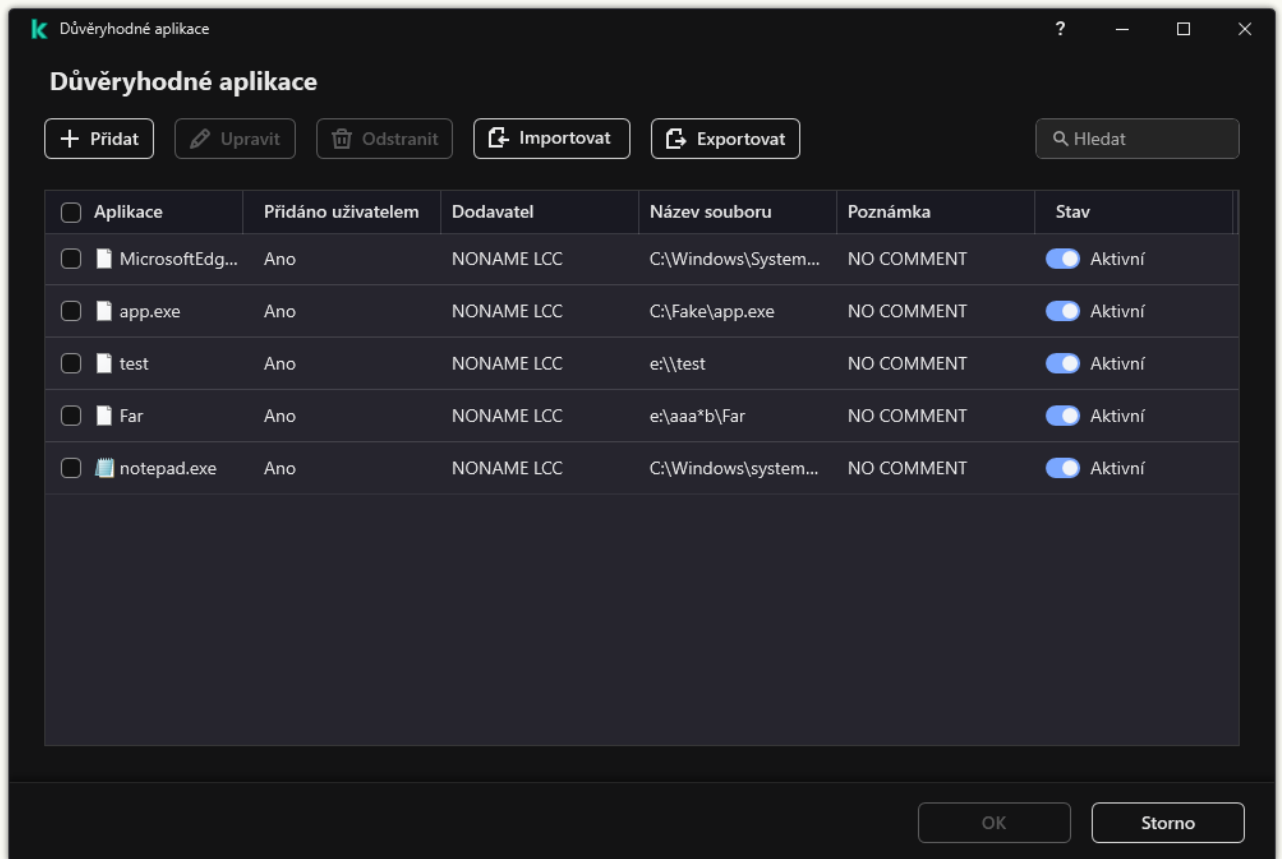 Důvěryhodné aplikace
?
Důvěryhodné aplikace
Přidat Upravit Odstranit Importovat Exportovat Hledat
Aplikace Přidáno uživatelem Dodavatel Název souboru Poznámka Stav
MicrosoftEdg... Ano NONAME LCC C:\Windows\System... NO COMMENT Aktivní
app.exe Ano NONAME LCC C:\Fake\app.exe NO COMMENT Aktivní
test Ano NONAME LCC e:\\test NO COMMENT Aktivní
Far Ano NONAME LCC e:\aaa*b\Far NO COMMENT Aktivní
notepad.exe Ano NONAME LCC C:\Windows\system... NO COMMENT Aktivní
OK Storno